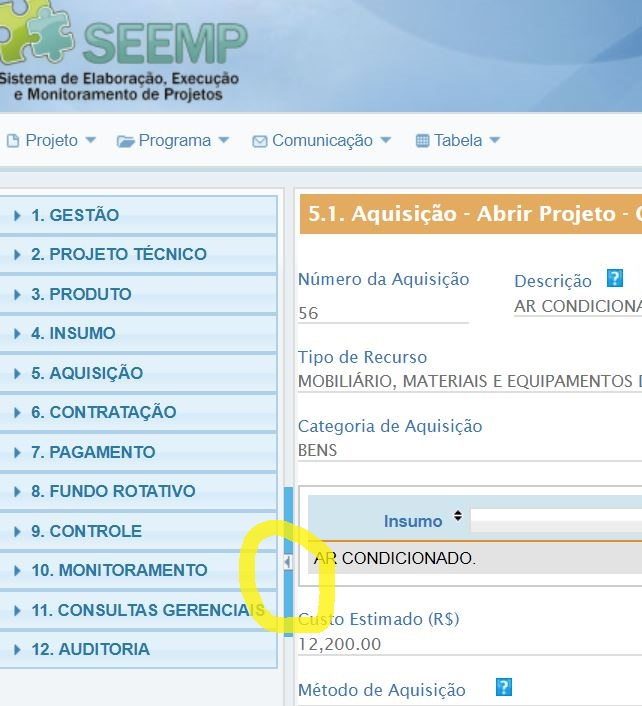 SEEMP
Sistema de Elaboração, Execução
e Monitoramento de Projetos
Projeto Programa Comunicação Tabela
1. GESTÃO
2. PROJETO TÉCNICO
3. PRODUTO
4. INSUMO
5. AQUISIÇÃO
6. CONTRATAÇÃO
7. PAGAMENTO
8. FUNDO ROTATIVO
9. CONTROLE
10. MONITORAMENTO
11. CONSULTAS GERENCIAIS
12. AUDITORIA
5.1. Aquisição - Abrir Projeto -
Número da Aquisição
56
Descrição ?
AR CONDICIONA
Tipo de Recurso
MOBILIÁRIO, MATERIAIS E EQUIPAMENTOS
Categoria de Aquisição
BENS
Insumo
AR CONDICIONADO.
Custo Estimado (R$)
12,200.00
Método de Aquisição ?